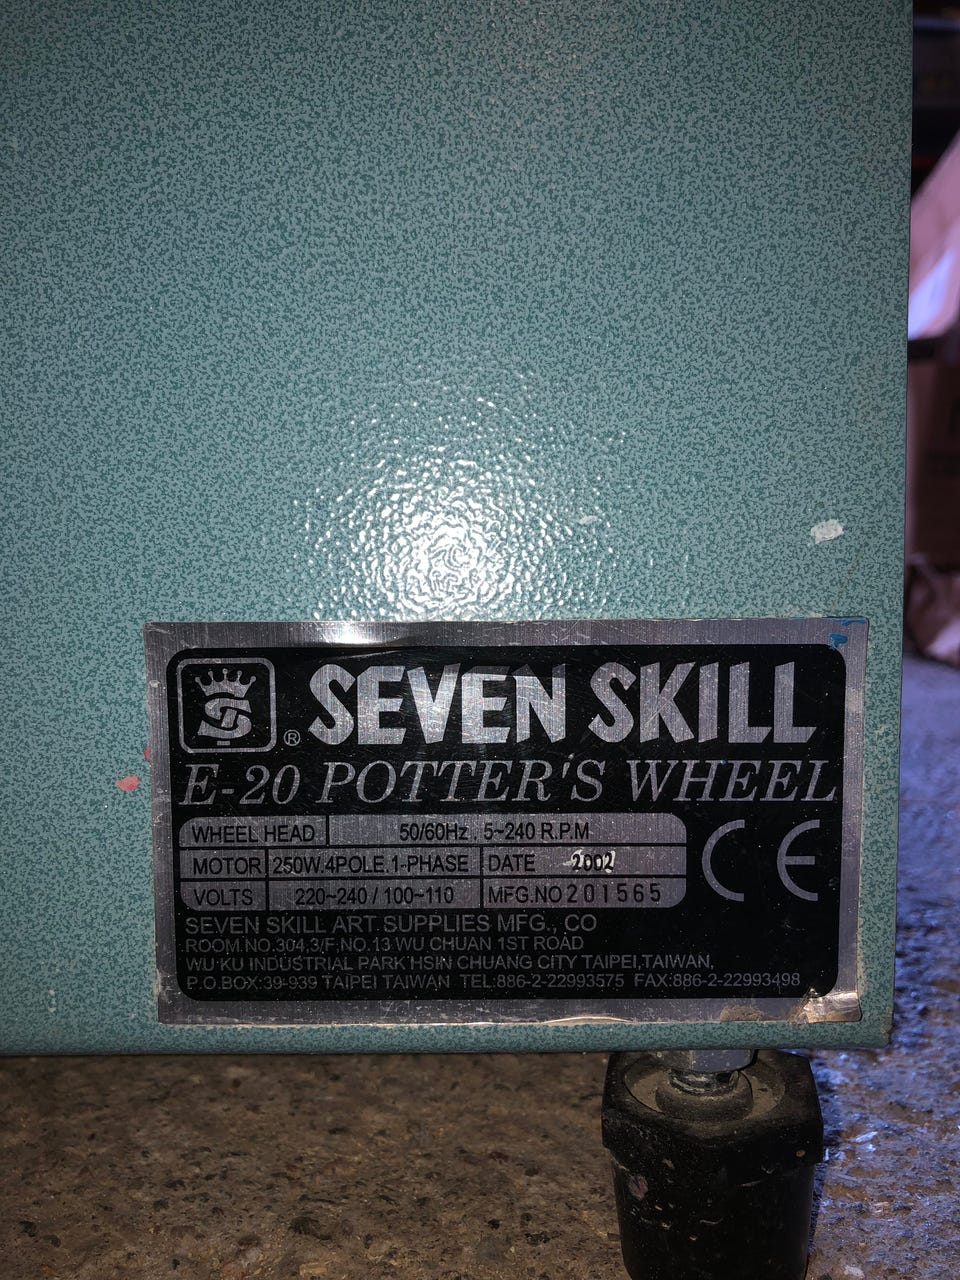 ® SEVEN SKILL
E-20 POTTER'S WHEEL
WHEEL HEAD 50/60Hz. 5~240 R.P.M
MOTOR 250W.4POLE.1-PHASE DATE 2002
VOLTS 220~240 / 100~110 MFG.NO 201565
CE
SEVEN SKILL ART SUPPLIES MFG., CO
ROOM.NO.304,3/F,NO.13 WU CHUAN 1ST ROAD
WU KU INDUSTRIAL PARK HSIN CHUANG CITY TAIPEI,TAIWAN,
P.O.BOX:39-939 TAIPEI TAIWAN TEL:886-2-22993575 FAX:886-2-22993498